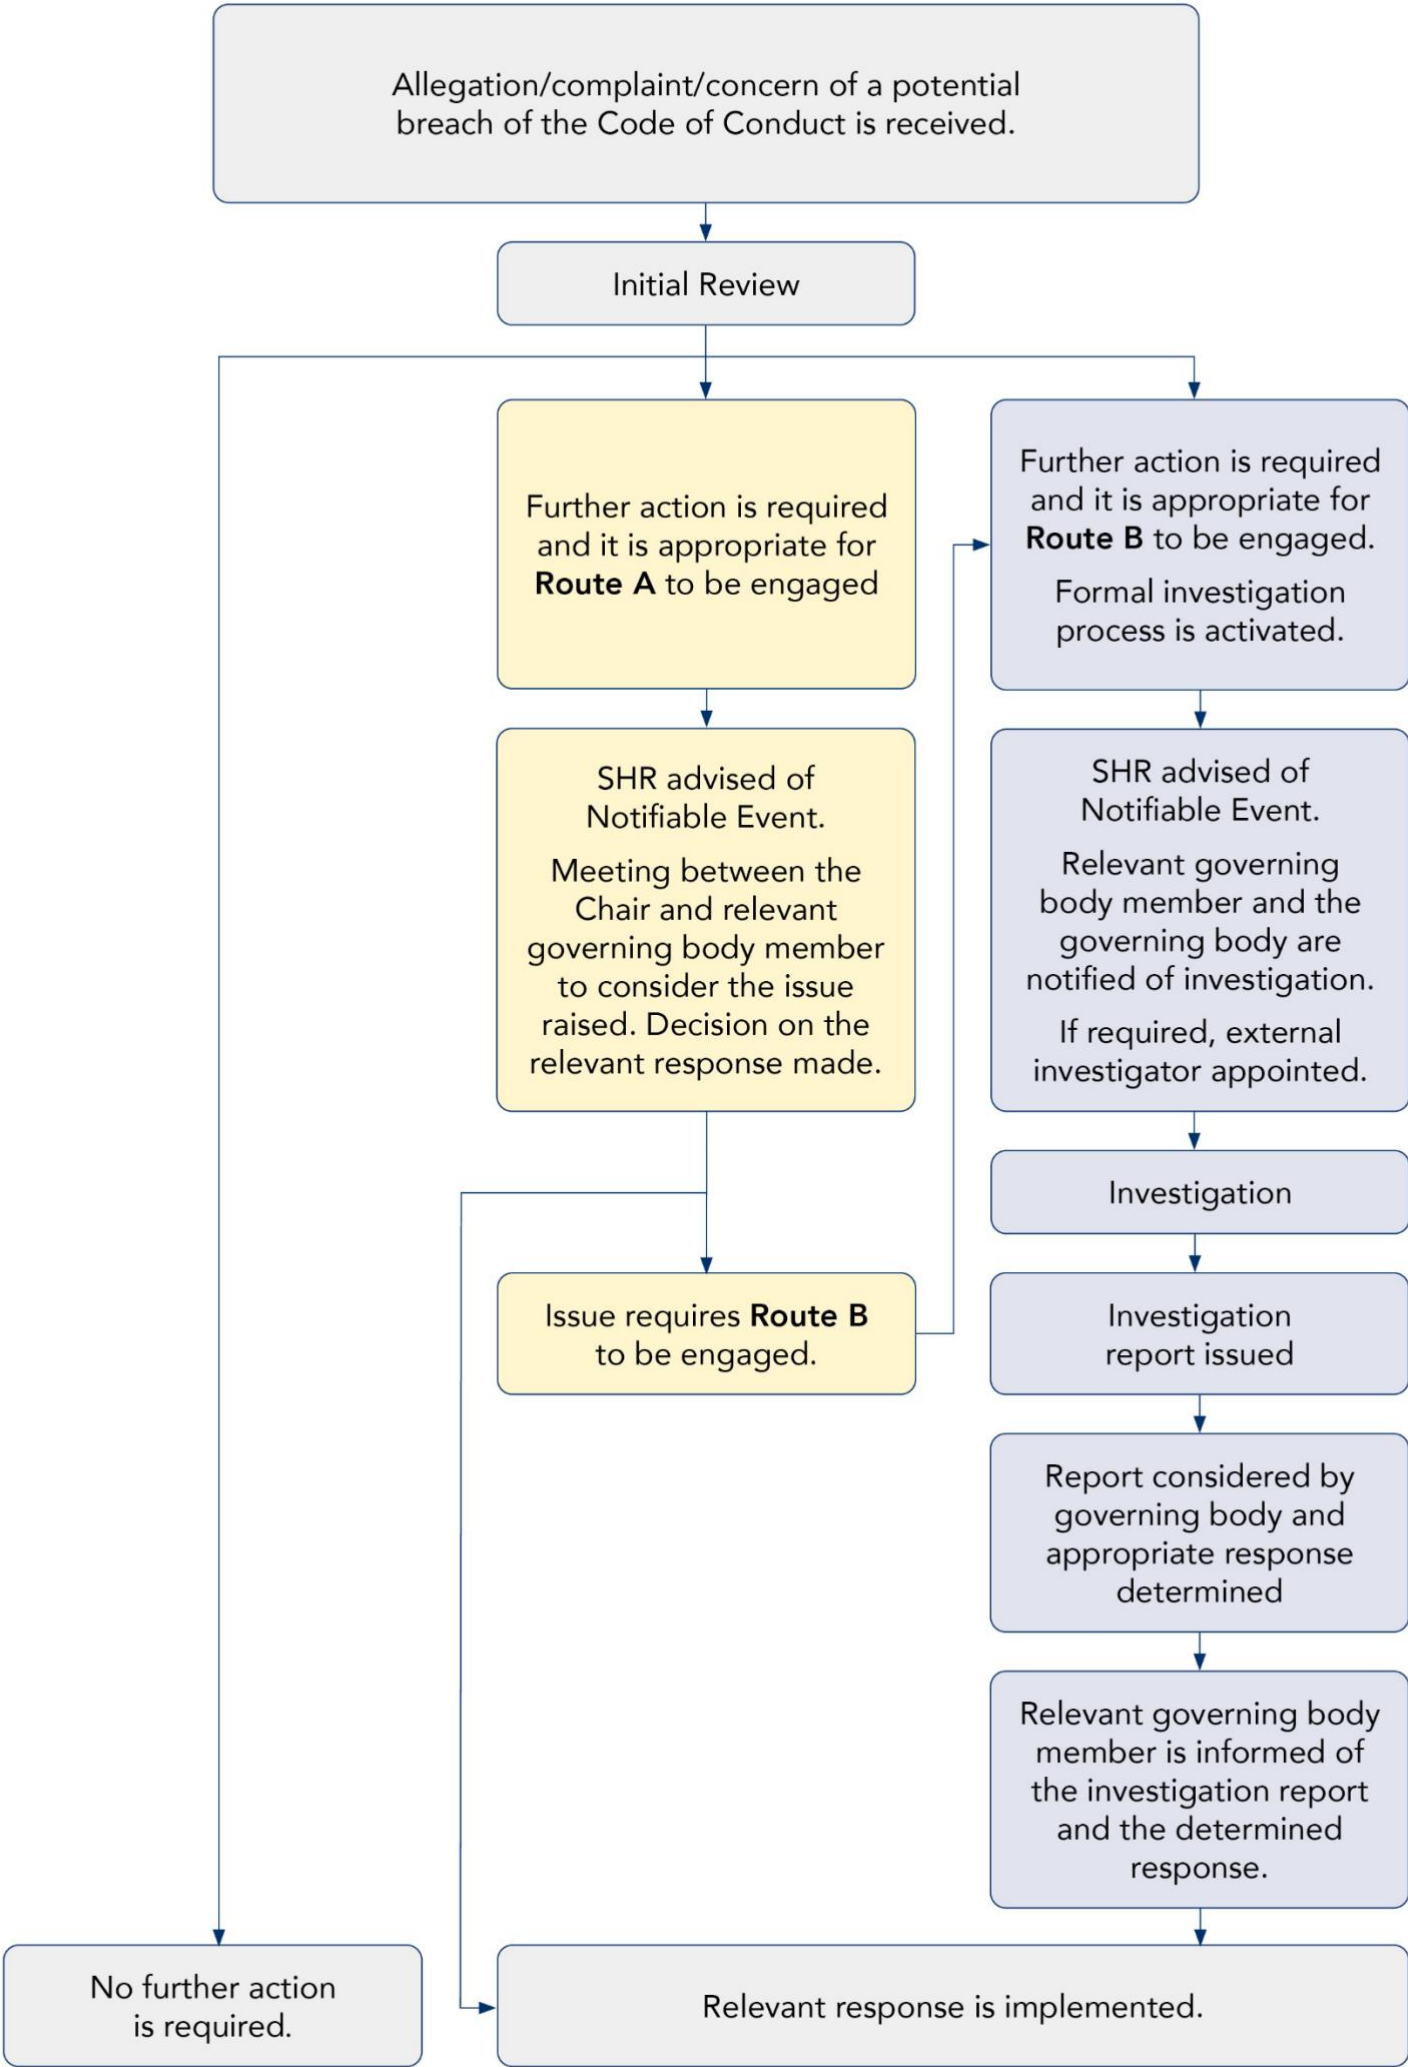 Allegation/complaint/concern of a potential
breach of the Code of Conduct is received.
Initial Review
Further action is required
and it is appropriate for
Route A to be engaged
Further action is required
and it is appropriate for
Route B to be engaged.
Formal investigation
process is activated.
SHR advised of
Notifiable Event.
Meeting between the
Chair and relevant
governing body member
to consider the issue
raised. Decision on the
relevant response made.
SHR advised of
Notifiable Event.
Relevant governing
body member and the
governing body are
notified of investigation.
If required, external
investigator appointed.
Investigation
Issue requires Route B
to be engaged.
Investigation
report issued
Report considered by
governing body and
appropriate response
determined
Relevant governing body
member is informed of
the investigation report
and the determined
response.
No further action
is required.
Relevant response is implemented.